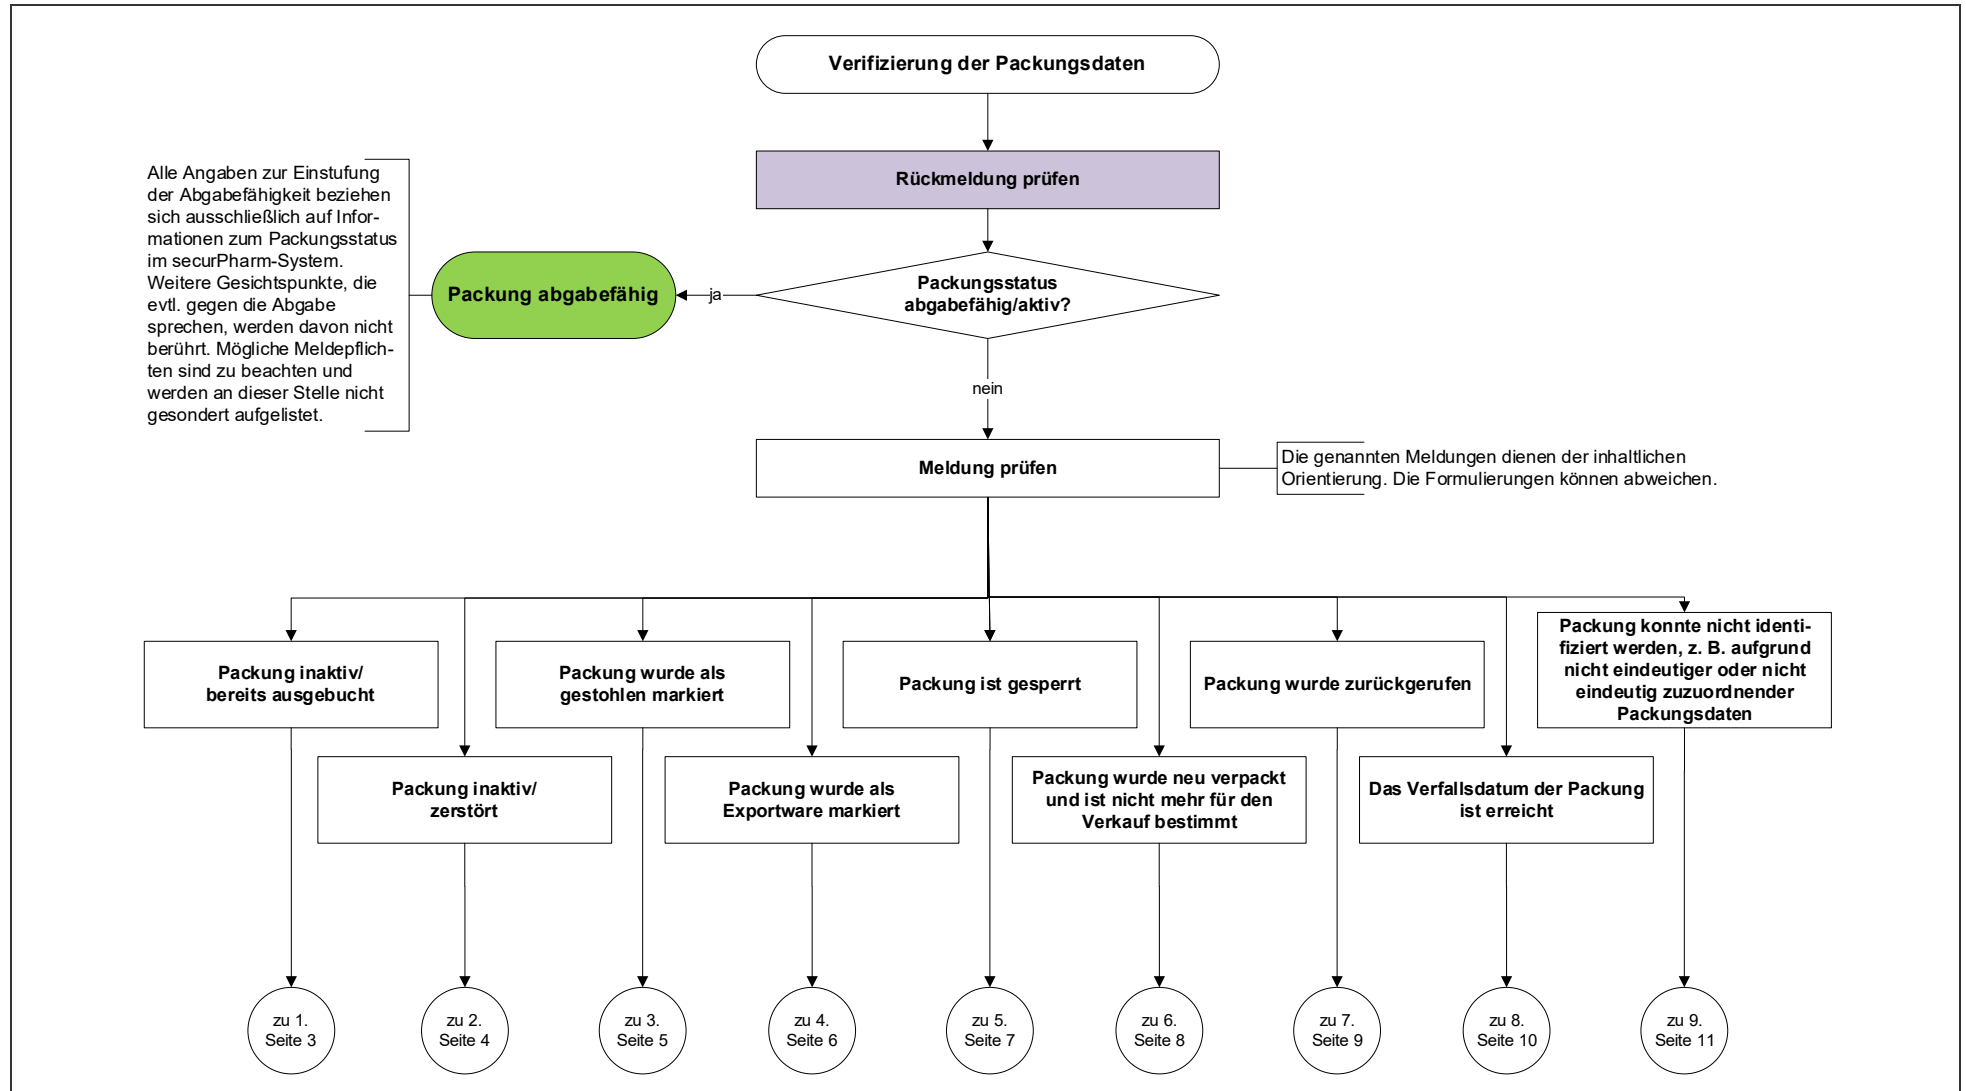 Verifizierung der Packungsdaten
Rückmeldung prüfen
Alle Angaben zur Einstufung
der Abgabefähigkeit beziehen
sich ausschließlich auf Infor-
mationen zum Packungsstatus
im securPharm-System.
Weitere Gesichtspunkte, die
evtl. gegen die Abgabe
sprechen, werden davon nicht
berührt. Mögliche Meldepflich-
ten sind zu beachten und
werden an dieser Stelle nicht
gesondert aufgelistet.
Packung abgabefähig
ja
Packungsstatus
abgabefähig/aktiv?
nein
Meldung prüfen
Die genannten Meldungen dienen der inhaltlichen
Orientierung. Die Formulierungen können abweichen.
Packung inaktiv/
bereits ausgebucht
Packung wurde als
gestohlen markiert
Packung ist gesperrt
Packung wurde zurückgerufen
Packung konnte nicht identi-
fiziert werden, z. B. aufgrund
nicht eindeutiger oder nicht
eindeutig zuzuordnender
Packungsdaten
Packung inaktiv/
zerstört
Packung wurde als
Exportware markiert
Packung wurde neu verpackt
und ist nicht mehr für den
Verkauf bestimmt
Das Verfallsdatum der Packung
ist erreicht
zu 1.
Seite 3
zu 2.
Seite 4
zu 3.
Seite 5
zu 4.
Seite 6
zu 5.
Seite 7
zu 6.
Seite 8
zu 7.
Seite 9
zu 8.
Seite 10
zu 9.
Seite 11